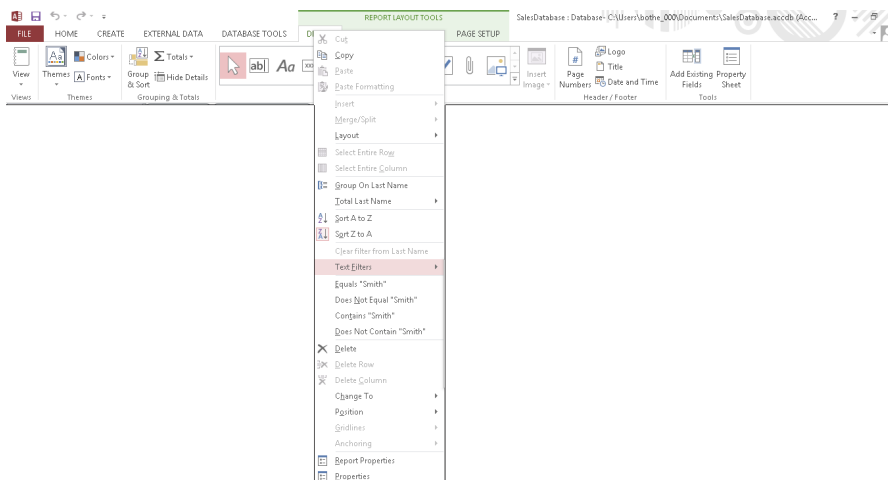 REPORT LAYOUT TOOLS
SalesDatabase : Database- C:\Users\bothe_000\Documents\SalesDatabase.accdb (Acc... ?
FILE HOME CREATE EXTERNAL DATA DATABASE TOOLS PAGE SETUP
View
Themes
Colors
Fonts
Group & Sort
Totals
Hide Details
ab|
Aa
Insert Image
#
Page Numbers
Logo
Title
Date and Time
Add Existing Fields
Property Sheet
Views Themes Grouping & Totals Header / Footer Tools
Cut
Copy
Paste
Paste Formatting
Insert
Merge/Split
Layout
Select Entire Row
Select Entire Column
Group On Last Name
Total Last Name
Sort A to Z
Sort Z to A
Clear filter from Last Name
Text Filters
Equals "Smith"
Does Not Equal "Smith"
Contains "Smith"
Does Not Contain "Smith"
Delete
Delete Row
Delete Column
Change To
Position
Gridlines
Anchoring
Report Properties
Properties